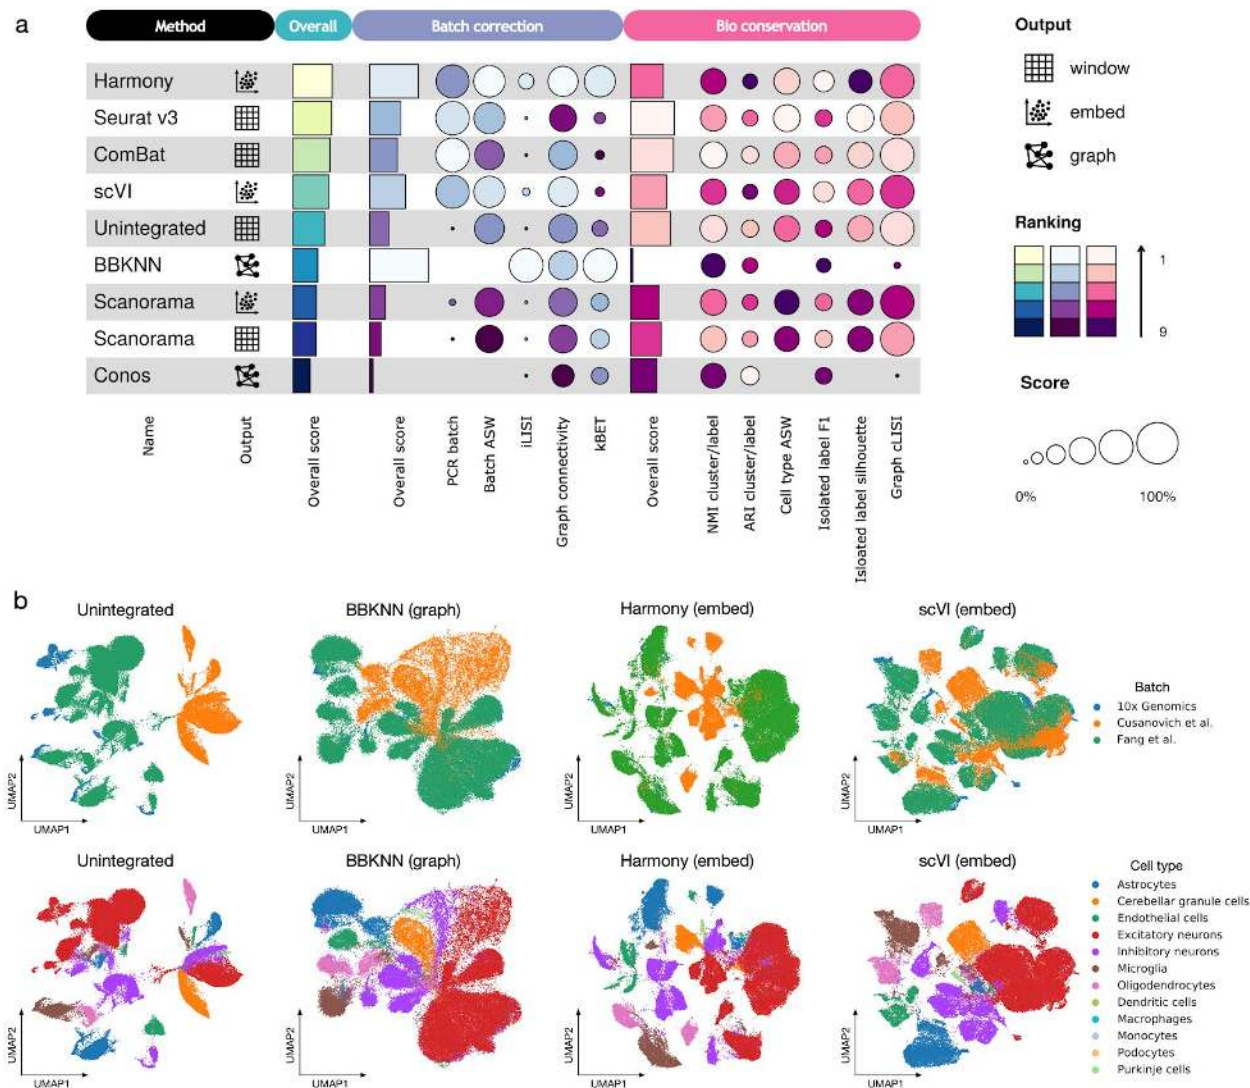 a
Method Overall Batch correction Bio conservation
Harmony
Seurat v3
ComBat
scVI
Unintegrated
BBKNN
Scanorama
Scanorama
Conos
Name
Output
Overall score
Overall score
PCR batch
Batch ASW
iLISI
Graph connectivity
kBET
Overall score
NMI cluster/label
ARI cluster/label
Cell type ASW
Isolated label F1
Isloated label silhouette
Graph cLISI
Output
window
embed
graph
Ranking
1
9
Score
0% 100%
b
Unintegrated BBKNN (graph) Harmony (embed) scVI (embed)
UMAP2 UMAP2 UMAP2 UMAP2
UMAP1 UMAP1 UMAP1 UMAP1
Batch
10x Genomics
Cusanovich et al.
Fang et al.
Unintegrated BBKNN (graph) Harmony (embed) scVI (embed)
UMAP2 UMAP2 UMAP2 UMAP2
UMAP1 UMAP1 UMAP1 UMAP1
Cell type
Astrocytes
Cerebellar granule cells
Endothelial cells
Excitatory neurons
Inhibitory neurons
Microglia
Oligodendrocytes
Dendritic cells
Macrophages
Monocytes
Podocytes
Purkinje cells